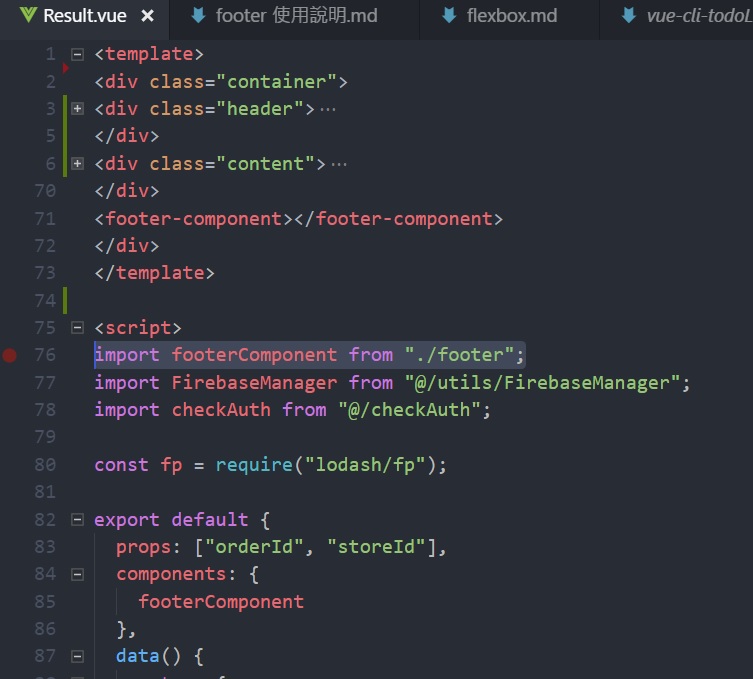 Result.vue × footer 使用說明.md flexbox.md vue-cli-todoL
1 <template>
2 <div class="container">
3 <div class="header">···
5 </div>
6 <div class="content">···
70 </div>
71 <footer-component></footer-component>
72 </div>
73 </template>
74
75 <script>
76 import footerComponent from "./footer";
77 import FirebaseManager from "@/utils/FirebaseManager";
78 import checkAuth from "@/checkAuth";
79
80 const fp = require("lodash/fp");
81
82 export default {
83 props: ["orderId", "storeId"],
84 components: {
85 footerComponent
86 },
87 data() {